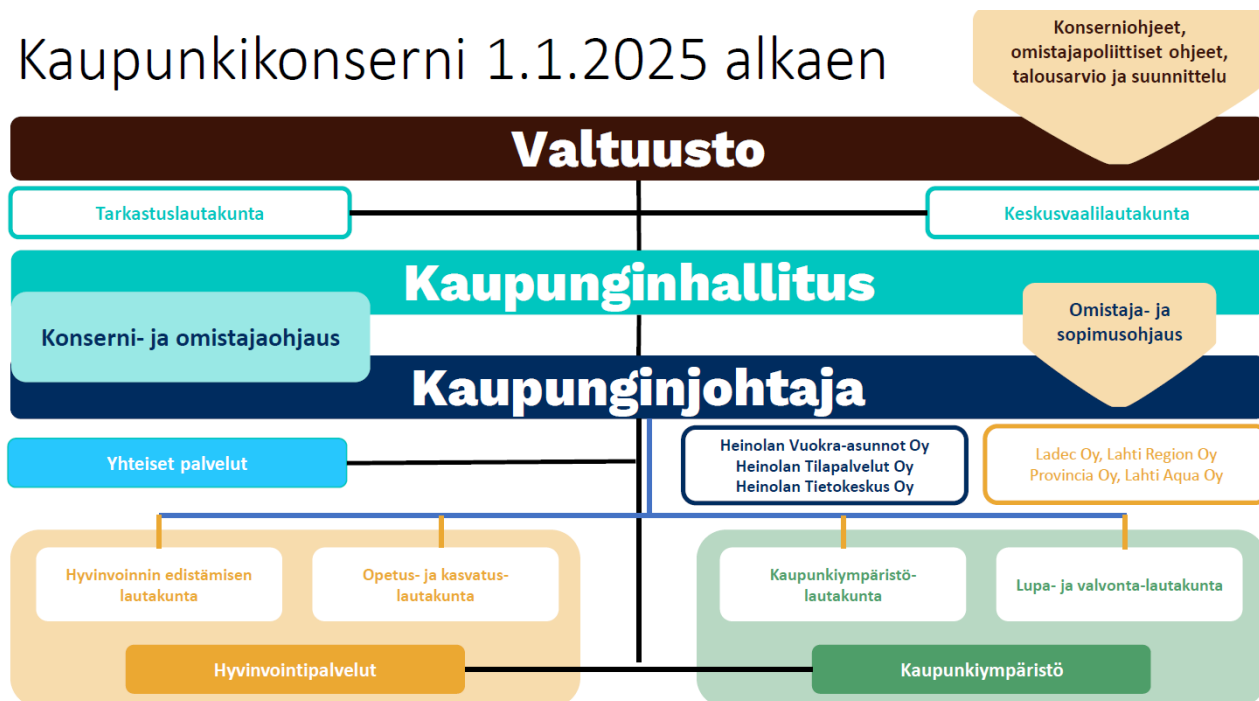 Kaupunkikonserni 1.1.2025 alkaen
Konserniohjeet,
omistajapoliittiset ohjeet,
talousarvio ja suunnittelu
Valtuusto
Tarkastuslautakunta
Keskusvaalilautakunta
Kaupunginhallitus
Konserni- ja omistajaohjaus
Omistaja- ja
sopimusohjaus
Kaupunginjohtaja
Yhteiset palvelut
Heinolan Vuokra-asunnot Oy
Heinolan Tilapalvelut Oy
Heinolan Tietokeskus Oy
Ladec Oy, Lahti Region Oy
Provincia Oy, Lahti Aqua Oy
Hyvinvoinnin edistämisen
lautakunta
Opetus- ja kasvatus-
lautakunta
Kaupunkiympäristö-
lautakunta
Lupa- ja valvonta-lautakunta
Hyvinvointipalvelut
Kaupunkiympäristö